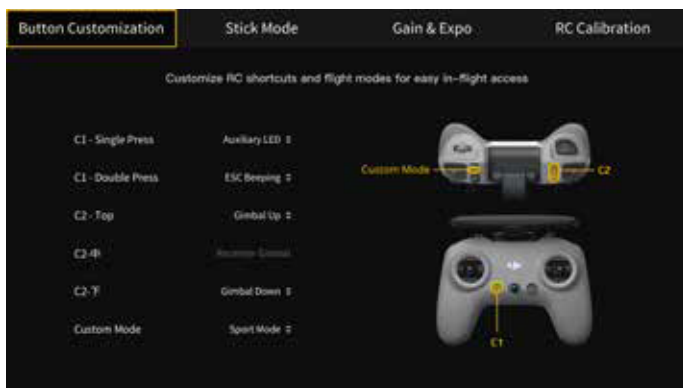 Button Customization
Stick Mode
Gain & Expo
RC Calibration
Customize RC shortcuts and flight modes for easy in-flight access
C1 - Single Press
Auxiliary LED
C1 - Double Press
ESC Beeping
C2 - Top
Gimbal Up
C2-中
Recenter Gimbal
C2-下
Gimbal Down
Custom Mode
Sport Mode
Custom Mode
C2
C1